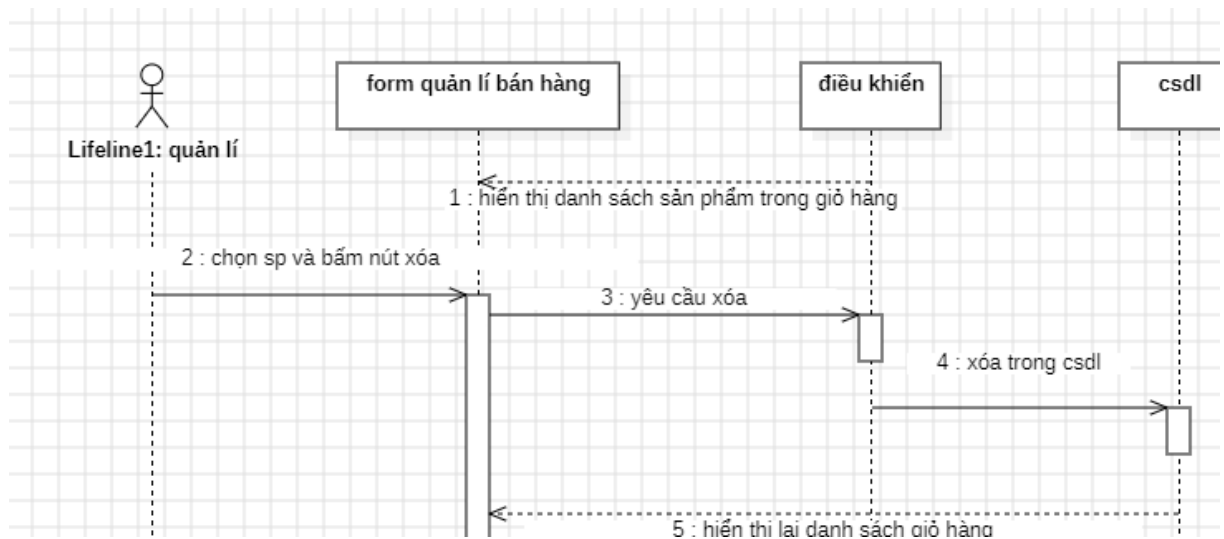 form quản lí bán hàng
điều khiển
csdl
Lifeline1: quản lí
1 : hiển thị danh sách sản phẩm trong giỏ hàng
2 : chọn sp và bấm nút xóa
3 : yêu cầu xóa
4 : xóa trong csdl
5 : hiển thị lại danh sách giỏ hàng